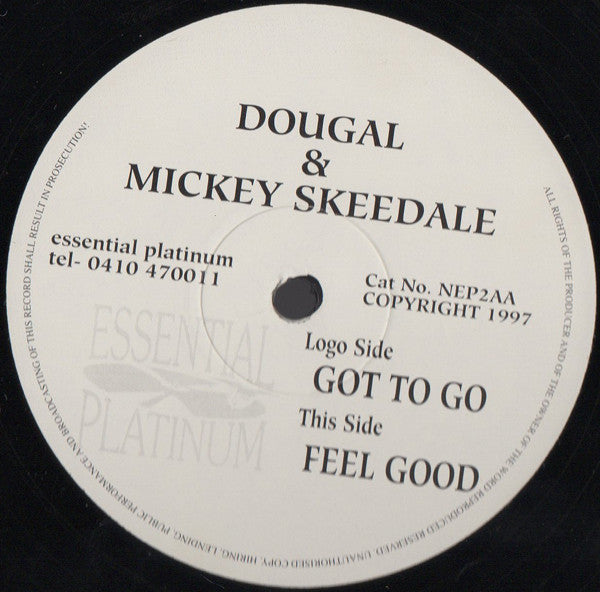 DOUGAL
&
MICKEY SKEEDALE
essential platinum
tel- 0410 470011
Cat No. NEP2AA
COPYRIGHT 1997
ESSENTIAL
PLATINUM
Logo Side
GOT TO GO
This Side
FEEL GOOD
ALL RIGHTS OF THE PRODUCER AND OF THE OWNER OF THE WORD REPRODUCED RESERVED. UNAUTHORISED COPY, HIRING, LENDING, PUBLIC PERFORMANCE AND BROADCASTING OF THIS RECORD SHALL RESULT IN PROSECUTION!